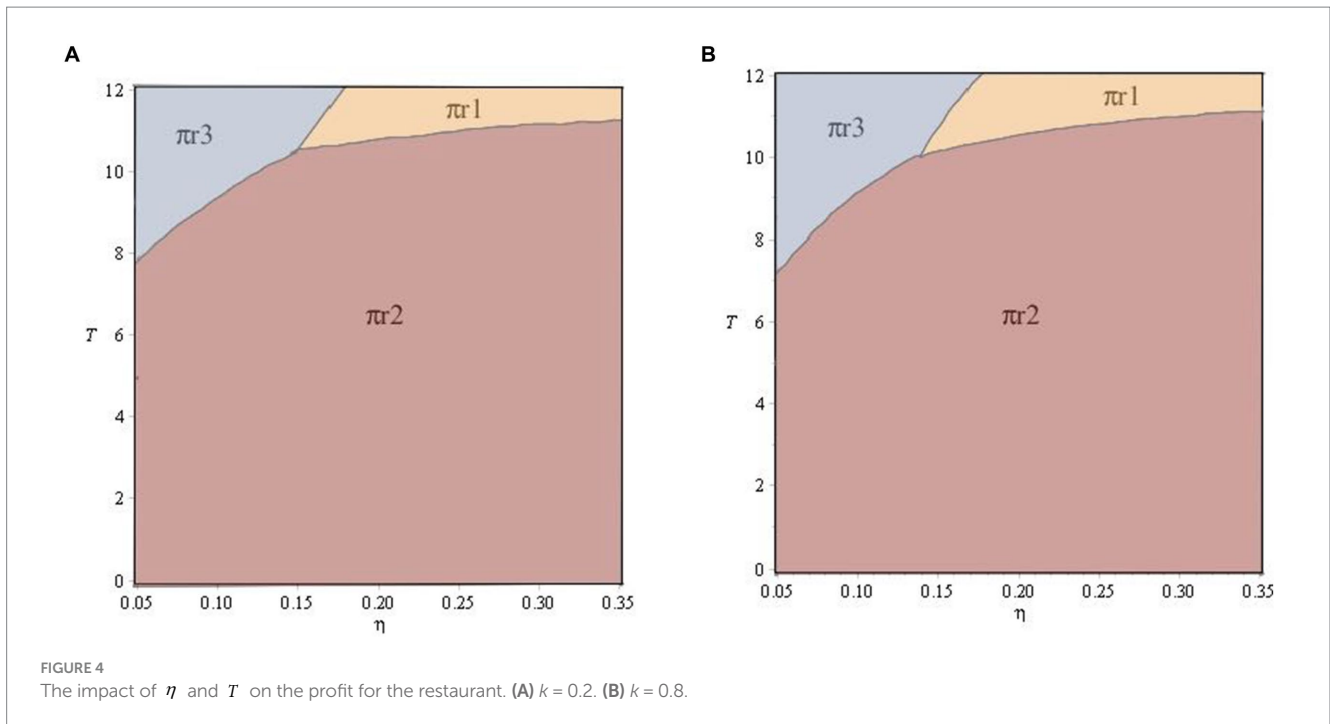 A
12
10
8
T 6
4
2
0
πr3
πr1
πr2
0.05 0.10 0.15 0.20 0.25 0.30 0.35
η
B
12
10
8
T 6
4
2
0
πr3
πr1
πr2
0.05 0.10 0.15 0.20 0.25 0.30 0.35
η
FIGURE 4
The impact of η and T on the profit for the restaurant. (A) k = 0.2. (B) k = 0.8.